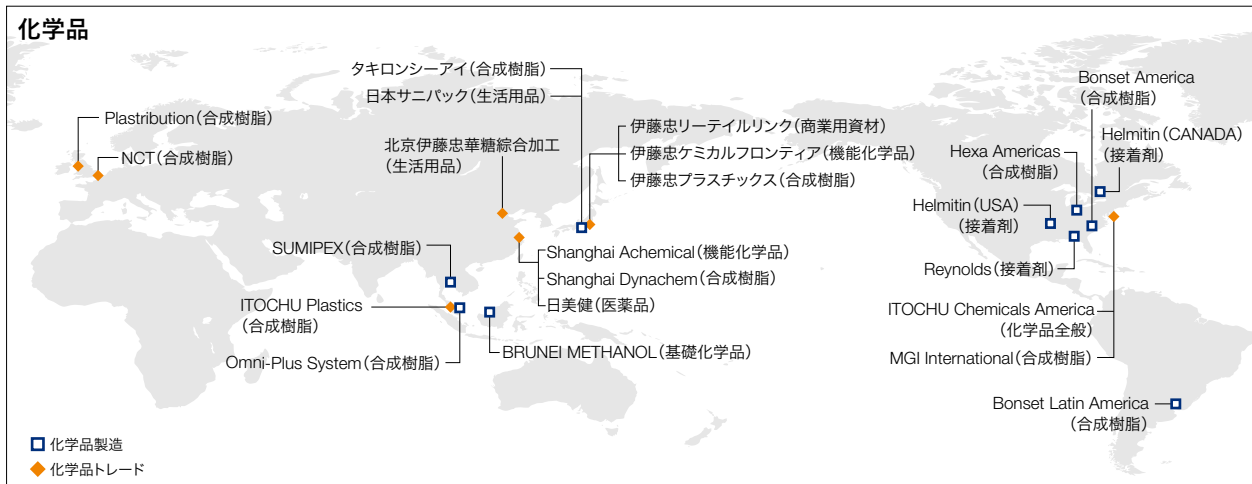 化学品
Plastribution(合成樹脂)
NCT(合成樹脂)
タキロンシーアイ(合成樹脂)
日本サニパック(生活用品)
北京伊藤忠華糖綜合加工
(生活用品)
伊藤忠リーテイルリンク(商業用資材)
伊藤忠ケミカルフロンティア(機能化学品)
伊藤忠プラスチックス(合成樹脂)
SUMIPEX(合成樹脂)
ITOCHU Plastics
(合成樹脂)
Omni-Plus System(合成樹脂)
Shanghai Achemical(機能化学品)
Shanghai Dynachem(合成樹脂)
日美健(医薬品)
BRUNEI METHANOL(基礎化学品)
Bonset America
(合成樹脂)
Helmitin(CANADA)
(接着剤)
Hexa Americas
(合成樹脂)
Helmitin(USA)
(接着剤)
Reynolds(接着剤)
ITOCHU Chemicals America
(化学品全般)
MGI International(合成樹脂)
Bonset Latin America
(合成樹脂)
化学品製造
化学品トレード